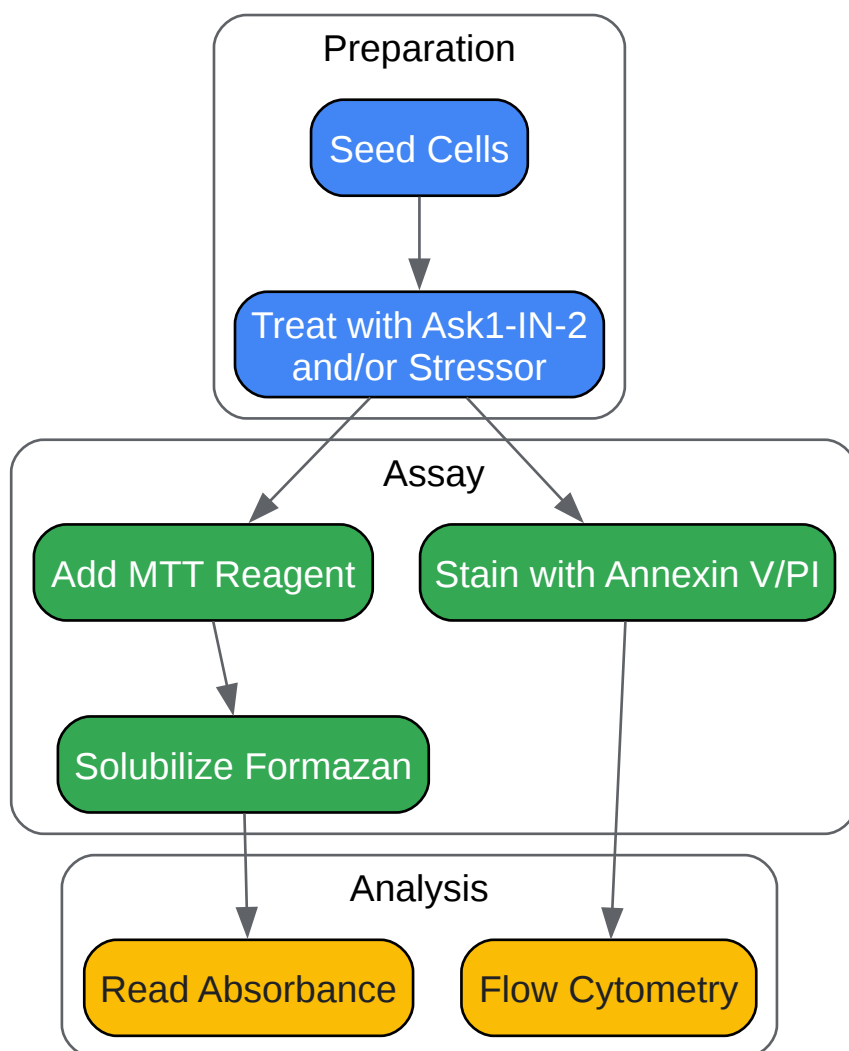 Preparation
Seed Cells
Treat with Ask1-IN-2
and/or Stressor
Assay
Add MTT Reagent
Stain with Annexin V/PI
Solubilize Formazan
Analysis
Read Absorbance
Flow Cytometry